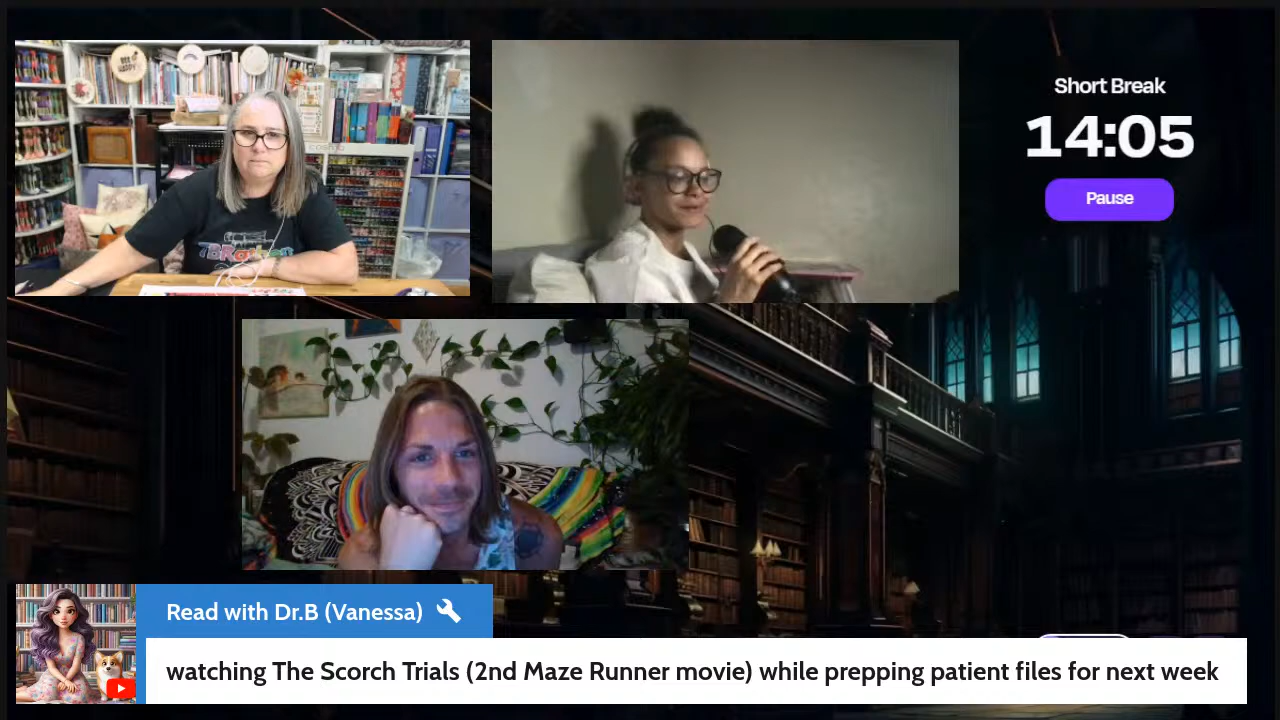 Short Break
14:05
Pause
Read with Dr.B (Vanessa)
watching The Scorch Trials (2nd Maze Runner movie) while prepping patient files for next week